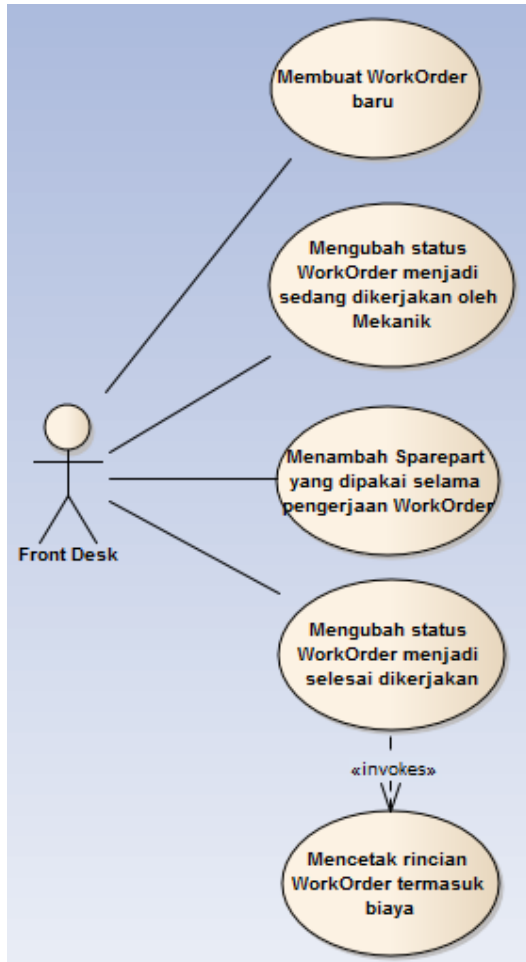 Membuat WorkOrder
baru
Mengubah status
WorkOrder menjadi
sedang dikerjakan oleh
Mekanik
Menambah Sparepart
yang dipakai selama
pengerjaan WorkOrder
Front Desk
Mengubah status
WorkOrder menjadi
selesai dikerjakan
«invokes»
Mencetak rincian
WorkOrder termasuk
biaya